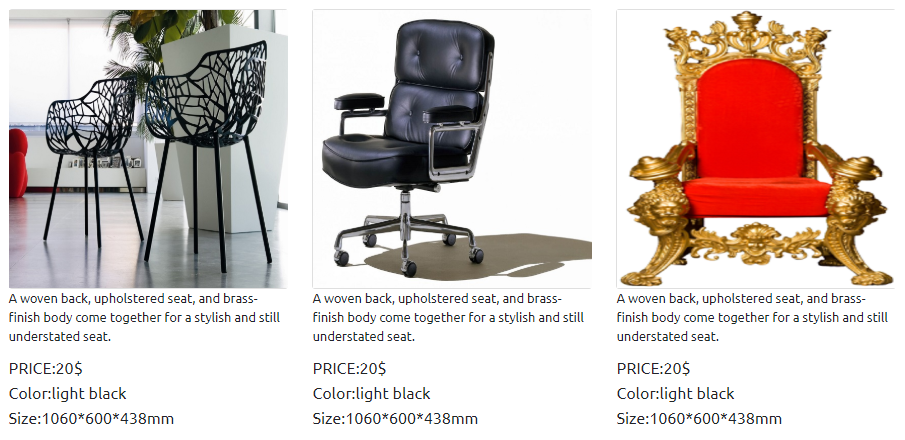 A woven back, upholstered seat, and brass-
finish body come together for a stylish and still
understated seat.
PRICE:20$
Color:light black
Size:1060*600*438mm
A woven back, upholstered seat, and brass-
finish body come together for a stylish and still
understated seat.
PRICE:20$
Color:light black
Size:1060*600*438mm
A woven back, upholstered seat, and brass-
finish body come together for a stylish and still
understated seat.
PRICE:20$
Color:light black
Size:1060*600*438mm